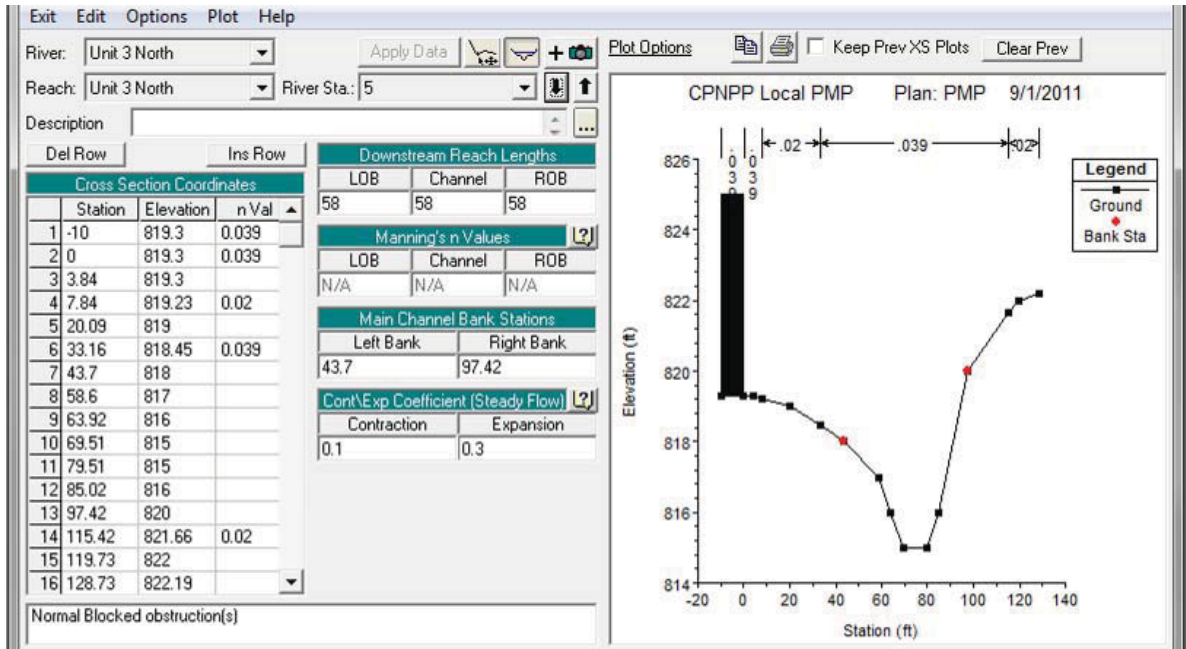 Exit Edit Options Plot Help
River: Unit 3 North
Apply Data
Plot Options
Keep Prev XS Plots
Clear Prev
Reach: Unit 3 North
River Sta.: 5
Description
...
Del Row
Ins Row
Cross Section Coordinates
Station Elevation n Val
1 -10 819.3 0.039
2 0 819.3 0.039
3 3.84 819.3
4 7.84 819.23 0.02
5 20.09 819
6 33.16 818.45 0.039
7 43.7 818
8 58.6 817
9 63.92 816
10 69.51 815
11 79.51 815
12 85.02 816
13 97.42 820
14 115.42 821.66 0.02
15 119.73 822
16 128.73 822.19
Downstream Reach Lengths
LOB Channel ROB
58 58 58
Manning's n Values
LOB Channel ROB
N/A N/A N/A
Main Channel Bank Stations
Left Bank Right Bank
43.7 97.42
Cont\Exp Coefficient (Steady Flow)
Contraction Expansion
0.1 0.3
Normal Blocked obstruction(s)
CPNPP Local PMP Plan: PMP 9/1/2011
.039 .039 .02 .039 .02
826
824
822
820
818
816
814
Elevation (ft)
-20 0 20 40 60 80 100 120 140
Station (ft)
Legend
Ground
Bank Sta